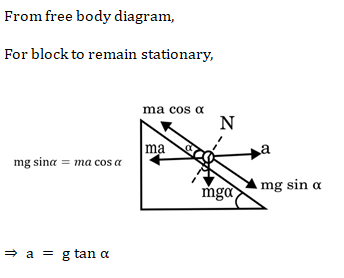 From free body diagram,
For block to remain stationary,
ma cos α
N
ma
α
a
mg sinα = ma cos α
mgα
mg sin α
⇒ a = g tan α